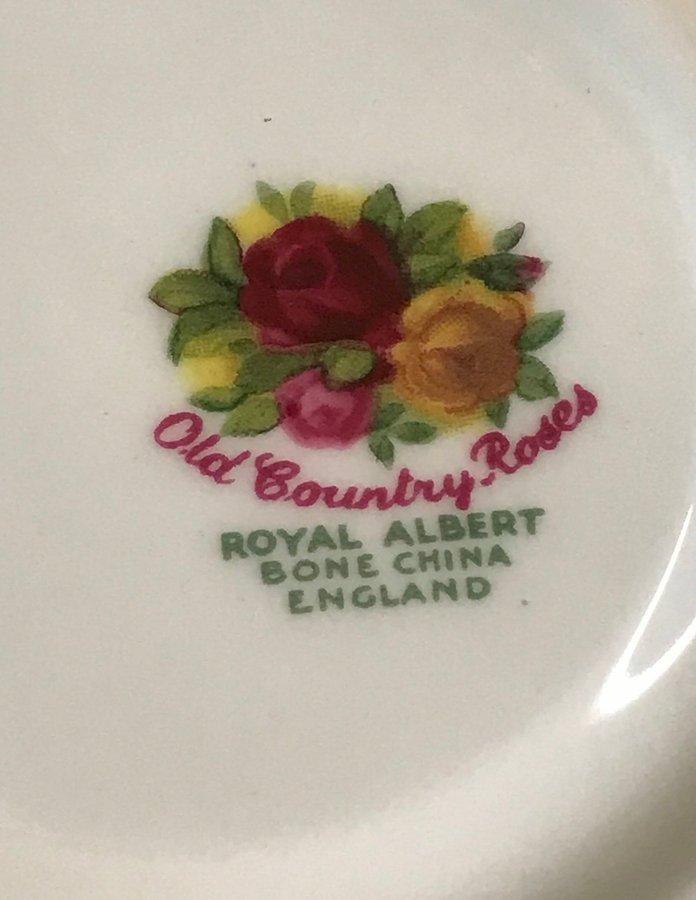 Old Country Roses
ROYAL ALBERT
BONE CHINA
ENGLAND